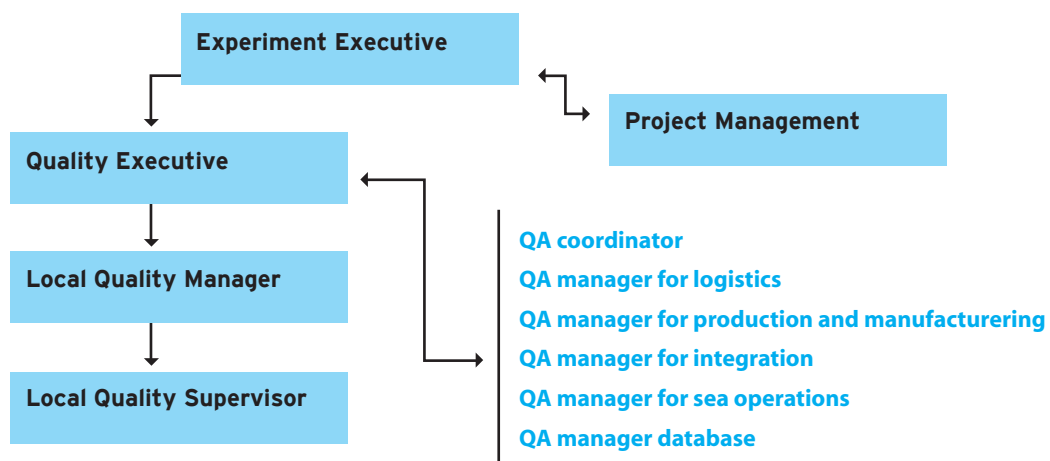 Experiment Executive
Project Management
Quality Executive
Local Quality Manager
Local Quality Supervisor
QA coordinator
QA manager for logistics
QA manager for production and manufacturering
QA manager for integration
QA manager for sea operations
QA manager database